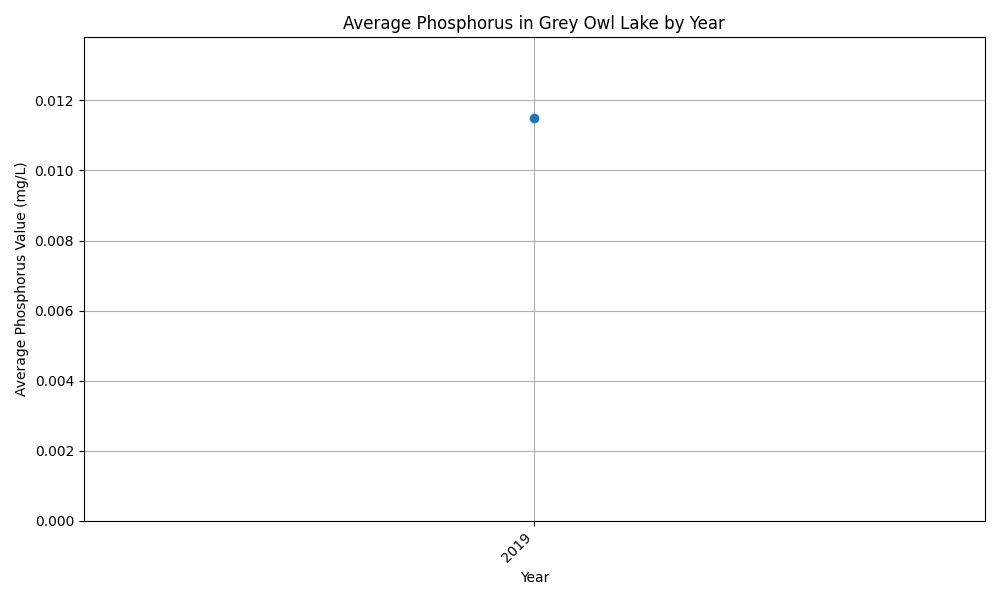 Average Phosphorus in Grey Owl Lake by Year
Average Phosphorus Value (mg/L)
0.012
0.010
0.008
0.006
0.004
0.002
0.000
2019
Year